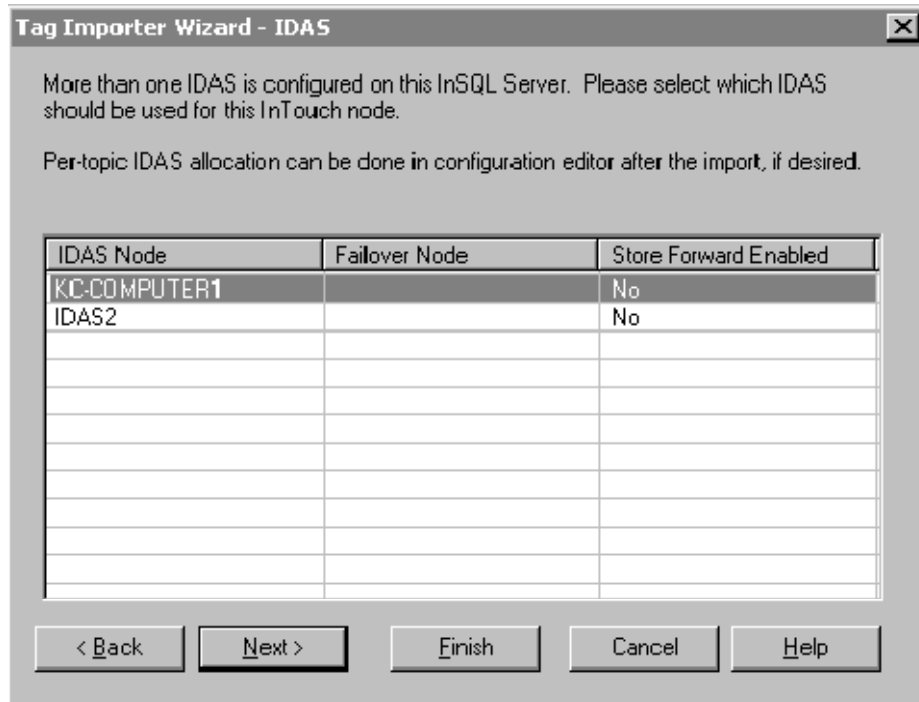 Tag Importer Wizard - IDAS
More than one IDAS is configured on this InSQL Server. Please select which IDAS
should be used for this InTouch node.
Per-topic IDAS allocation can be done in configuration editor after the import, if desired.
IDAS Node Failover Node Store Forward Enabled
KC-COMPUTER1 No
IDAS2 No
< Back Next > Finish Cancel Help